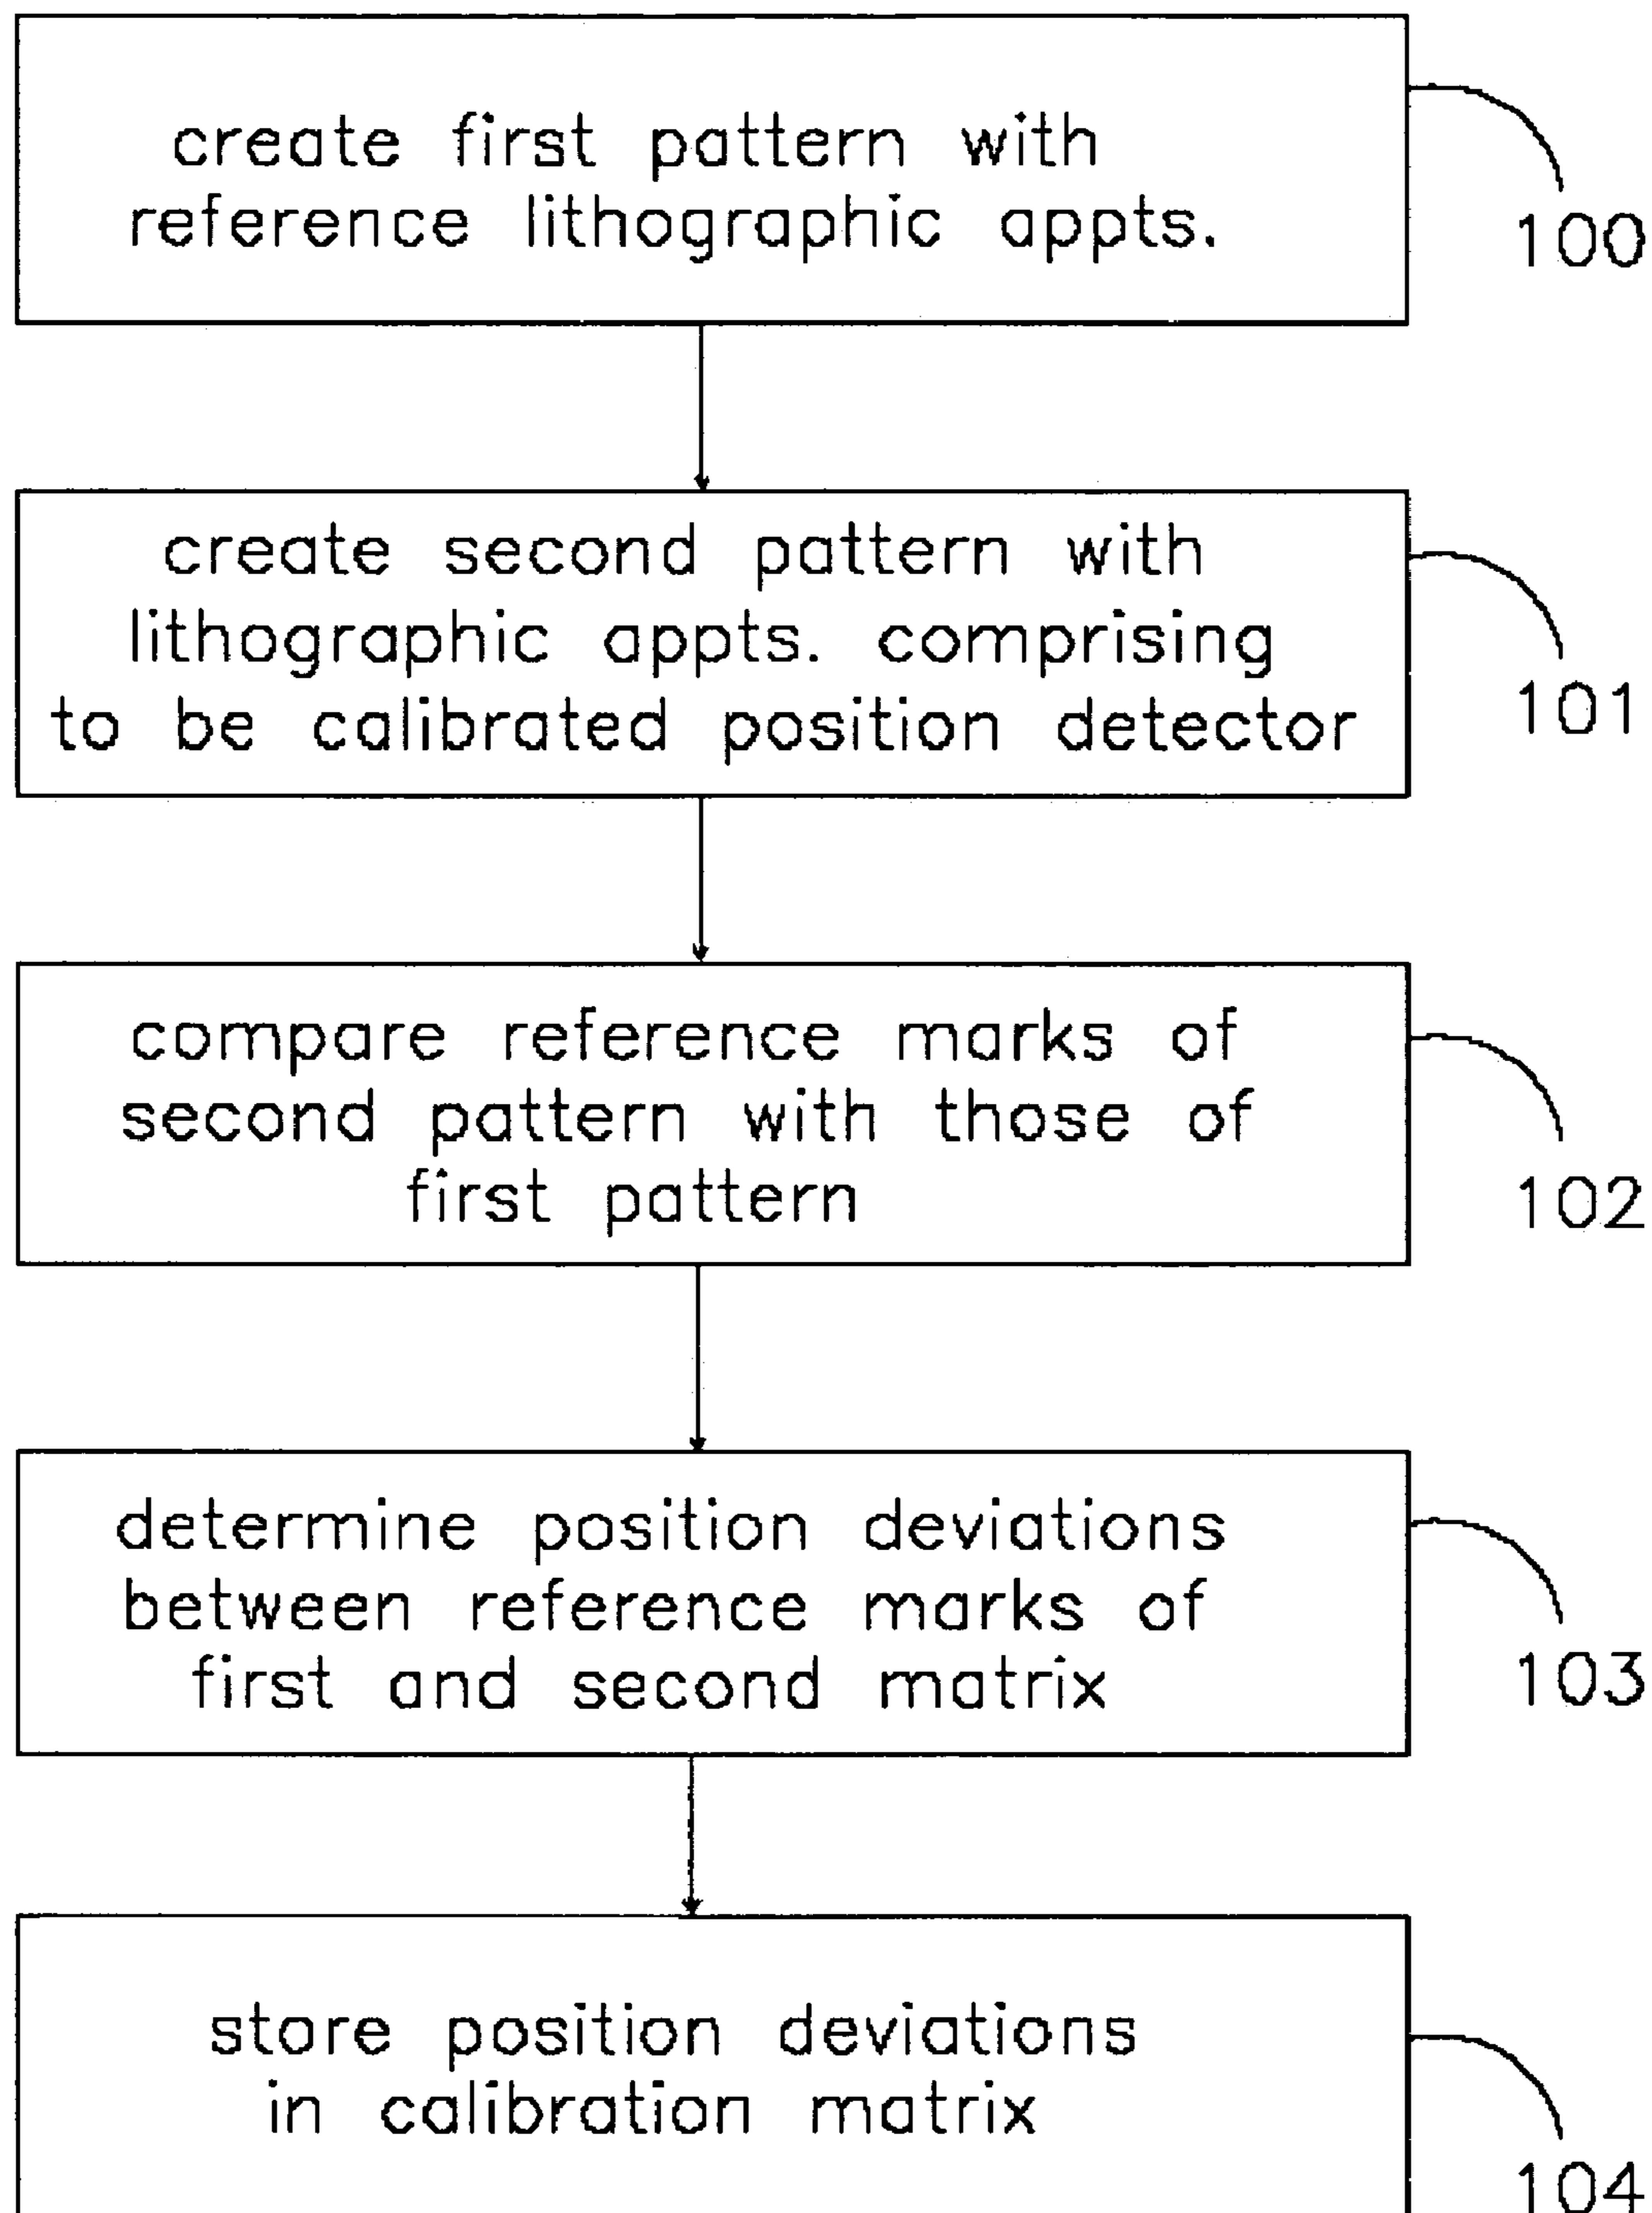 create first pattern with
reference lithographic appts.
100
create second pattern with
lithographic appts. comprising
to be calibrated position detector
101
compare reference marks of
second pattern with those of
first pattern
102
determine position deviations
between reference marks of
first and second matrix
103
store position deviations
in calibration matrix
104